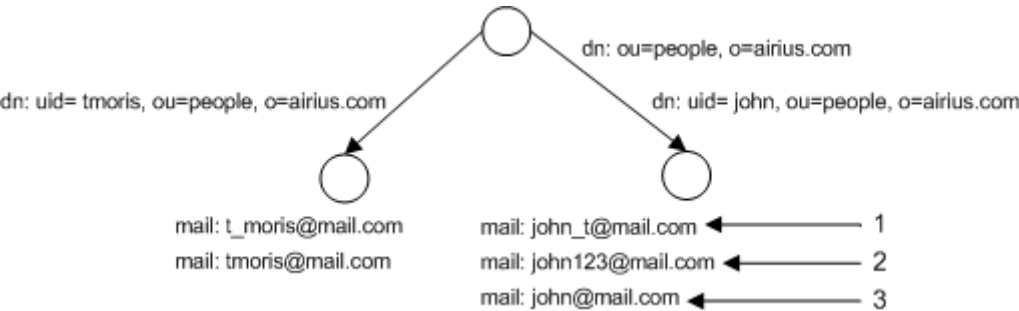 dn: ou=people, o=airius.com
dn: uid= tmoris, ou=people, o=airius.com
dn: uid= john, ou=people, o=airius.com
mail: t_moris@mail.com
mail: tmoris@mail.com
mail: john_t@mail.com 1
mail: john123@mail.com 2
mail: john@mail.com 3